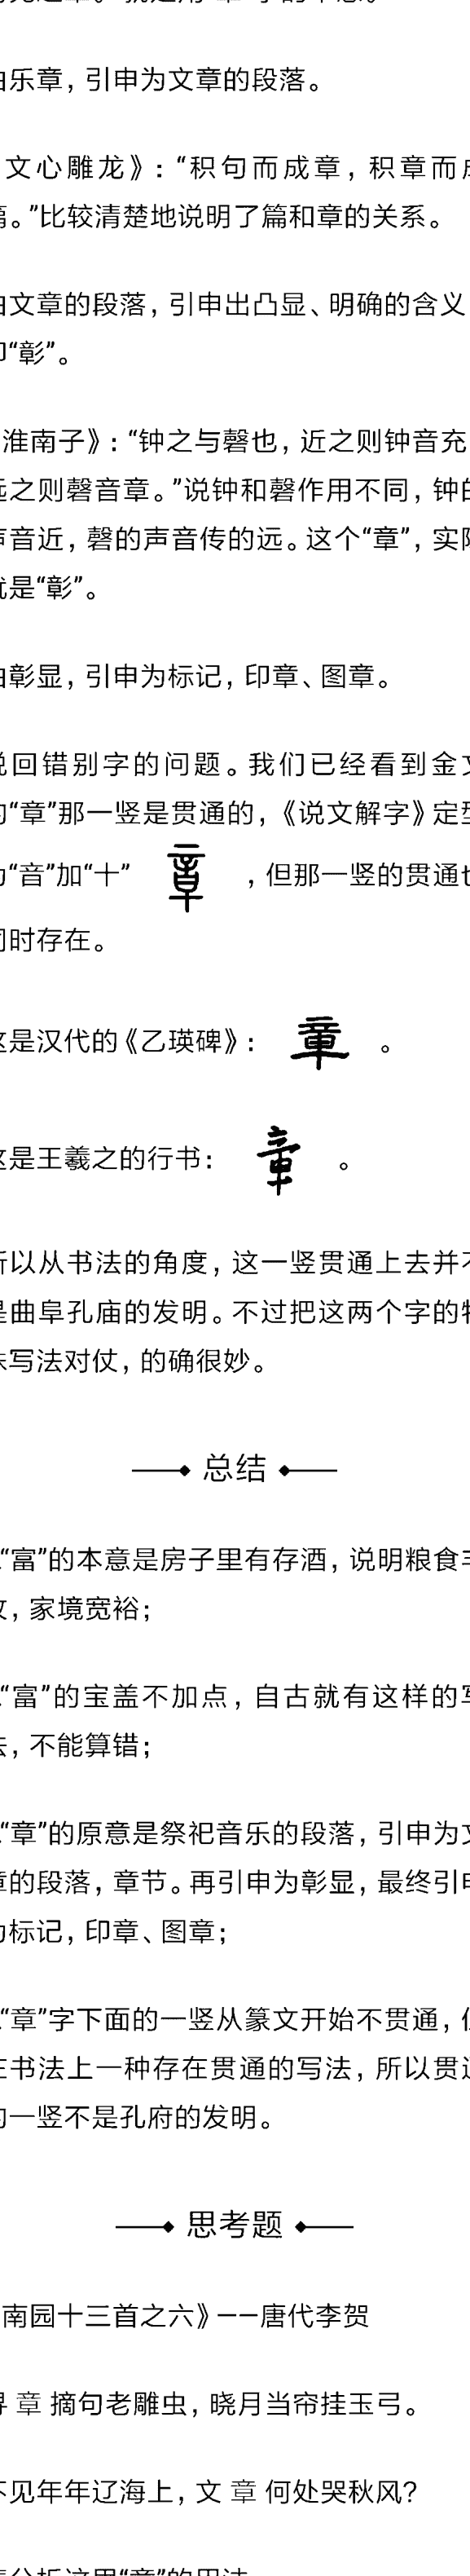 由乐章，引申为文章的段落。
文心雕龙》：“积句而成章，积章而成
篇。”比较清楚地说明了篇和章的关系。
由文章的段落，引申出凸显、明确的含义
即“彰”。
淮南子》：“钟之与磬也，近之则钟音充
远之则磬音章。”说钟和磬作用不同，钟的
声音近，磬的声音传的远。这个“章”，实际
就是“彰”。
由彰显，引申为标记，印章、图章。
说回错别字的问题。我们已经看到金文
的“章”那一竖是贯通的，《说文解字》定型
为“音”加“十” 章 ，但那一竖的贯通也
同时存在。
这是汉代的《乙瑛碑》： 章 。
这是王羲之的行书： 章 。
所以从书法的角度，这一竖贯通上去并不
是曲阜孔庙的发明。不过把这两个字的特
殊写法对仗，的确很妙。
总结
“富”的本意是房子里有存酒，说明粮食丰
收，家境宽裕；
“富”的宝盖不加点，自古就有这样的写
法，不能算错；
“章”的原意是祭祀音乐的段落，引申为文
章的段落，章节。再引申为彰显，最终引申
为标记，印章、图章；
“章”字下面的一竖从篆文开始不贯通，但
在书法上一种存在贯通的写法，所以贯通
的一竖不是孔府的发明。
思考题
南园十三首之六》——唐代李贺
寻 章 摘句老雕虫，晓月当帘挂玉弓。
不见年年辽海上，文 章 何处哭秋风？